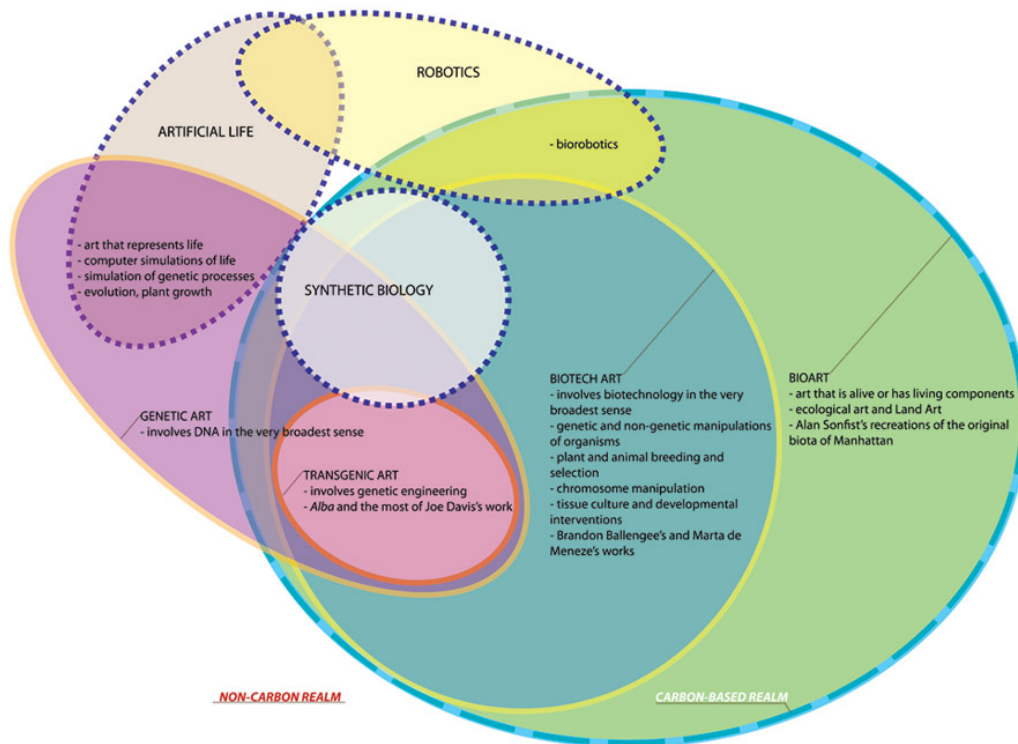 ROBOTICS
ARTIFICIAL LIFE
- biorobotics
- art that represents life
- computer simulations of life
- simulation of genetic processes
- evolution, plant growth
SYNTHETIC BIOLOGY
GENETIC ART
- involves DNA in the very broadest sense
TRANSGENIC ART
- involves genetic engineering
- Alba and the most of Joe Davis's work
BIOTECH ART
- involves biotechnology in the very
broadest sense
- genetic and non-genetic manipulations
of organisms
- plant and animal breeding and
selection
- chromosome manipulation
- tissue culture and developmental
interventions
- Brandon Ballengee's and Marta de
Meneze's works
BIOART
- art that is alive or has living components
- ecological art and Land Art
- Alan Sonfist's recreations of the original
biota of Manhattan
NON-CARBON REALM
CARBON-BASED REALM